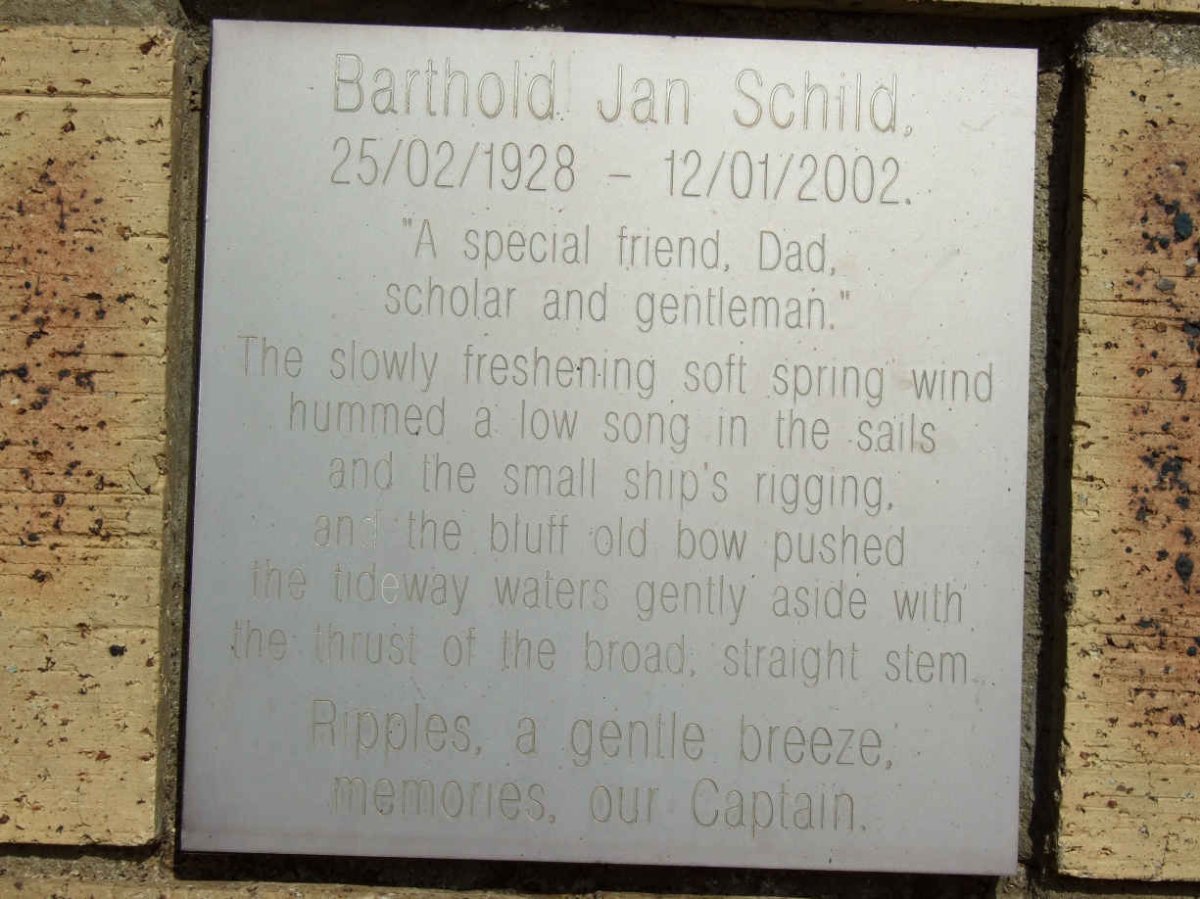 Barthold Jan Schild,
25/02/1928 - 12/01/2002.
"A special friend, Dad,
scholar and gentleman."
The slowly freshening soft spring wind
hummed a low song in the sails
and the small ship's rigging,
and the bluff old bow pushed
the tideway waters gently aside with
the thrust of the broad, straight stem...
Ripples, a gentle breeze,
memories, our Captain.